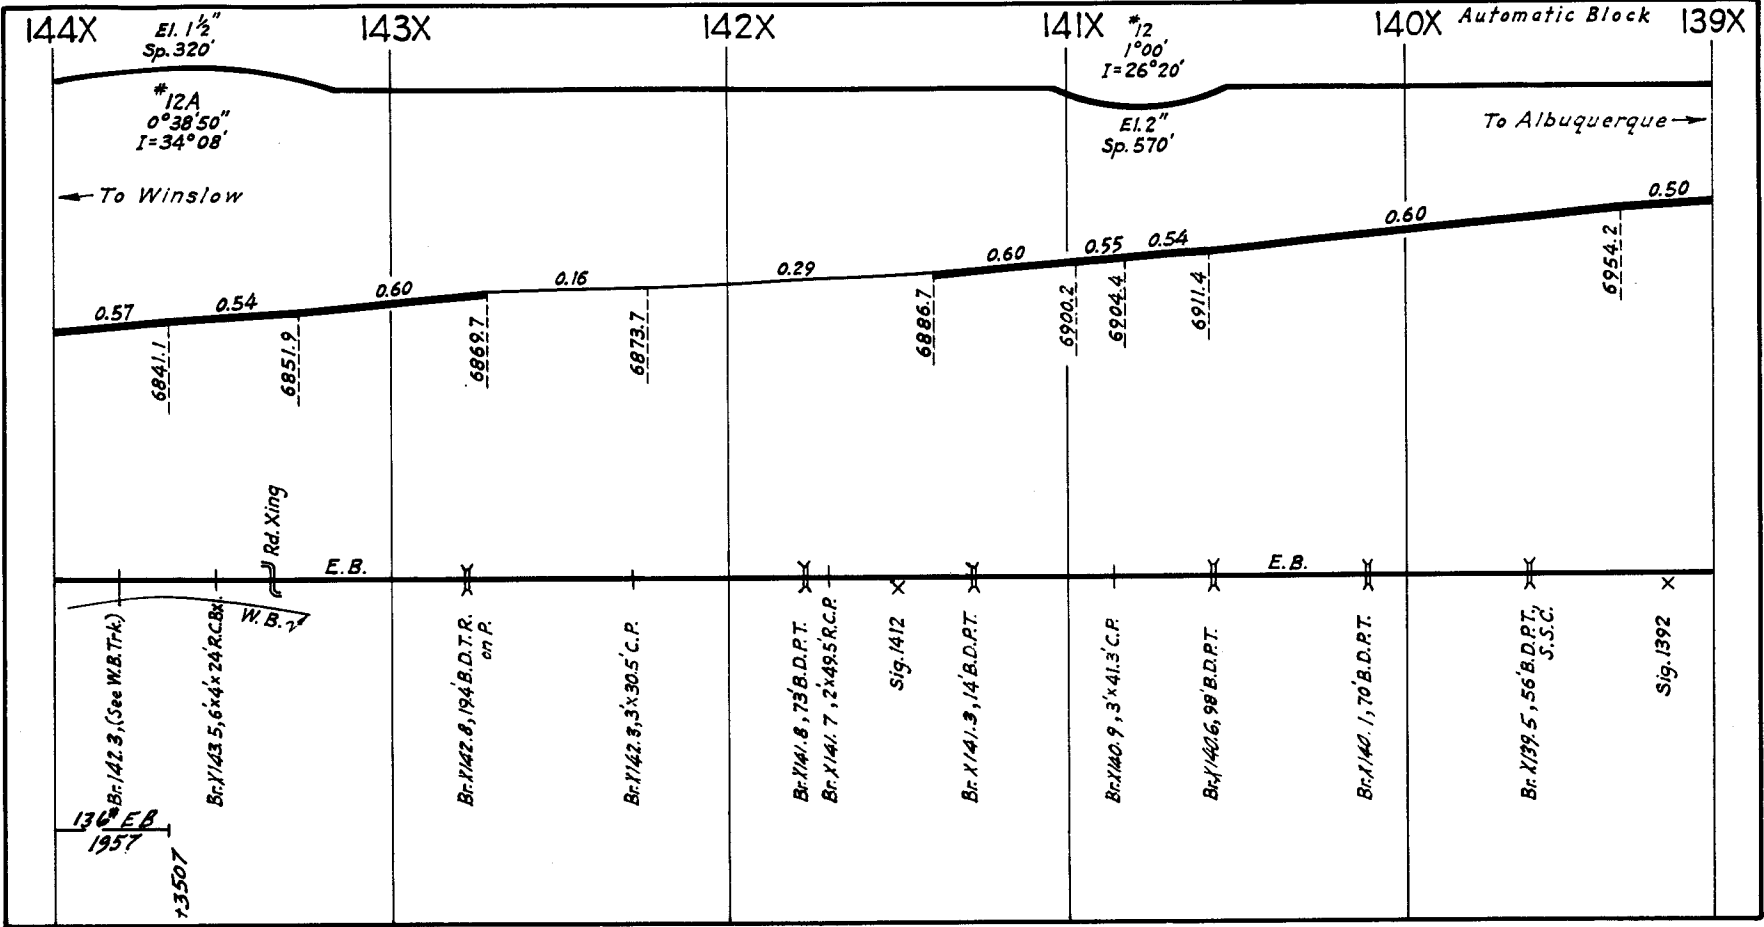 144X
143X
142X
141X
140X
139X
Automatic Block
El. 1½"
Sp. 320'
#12A
0°38'50"
I=34°08'
#12
1°00'
I=26°20'
El. 2"
Sp. 570'
To Albuquerque →
← To Winslow
0.57
0.54
0.60
0.16
0.29
0.60
0.55
0.54
0.60
0.50
6841.1
6851.9
6869.7
6873.7
6886.7
6900.2
6904.4
6911.4
6954.2
Rd. Xing
E.B.
E.B.
W.B.
Br. 142.3, (See W.B. Trk.)
Br. X143.5, 6'x4'x24' R.C. Bx.
Br. X142.8, 194' B.D.T.R.
on P.
Br. X142.3, 3'x30.5' C.P.
Br. X141.8, 73' B.D.P.T.
Br. X141.7, 2'x49.5' R.C.P.
Sig. 1412
Br. X141.3, 14' B.D.P.T.
Br. X140.9, 3'x41.3' C.P.
Br. X140.6, 98' B.D.P.T.
Br. X140.1, 70' B.D.P.T.
Br. X139.5, 56' B.D.P.T.,
S.S.C.
Sig. 1392
136# E B
1957
+3507